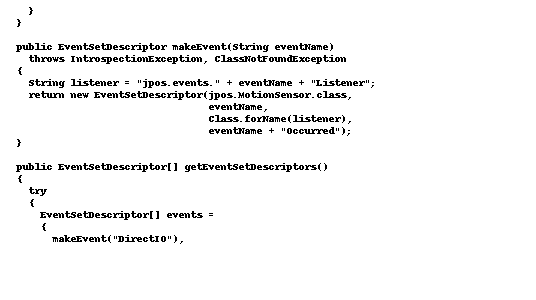 }
}

public EventSetDescriptor makeEvent(String eventName)
  throws IntrospectionException, ClassNotFoundException
{
  String listener = "jpos.events." + eventName + "Listener";
  return new EventSetDescriptor(jpos.MotionSensor.class,
                                eventName,
                                Class.forName(listener),
                                eventName + "Occurred");
}

public EventSetDescriptor[] getEventSetDescriptors()
{
  try
  {
    EventSetDescriptor[] events =
    {
      makeEvent("DirectIO"),